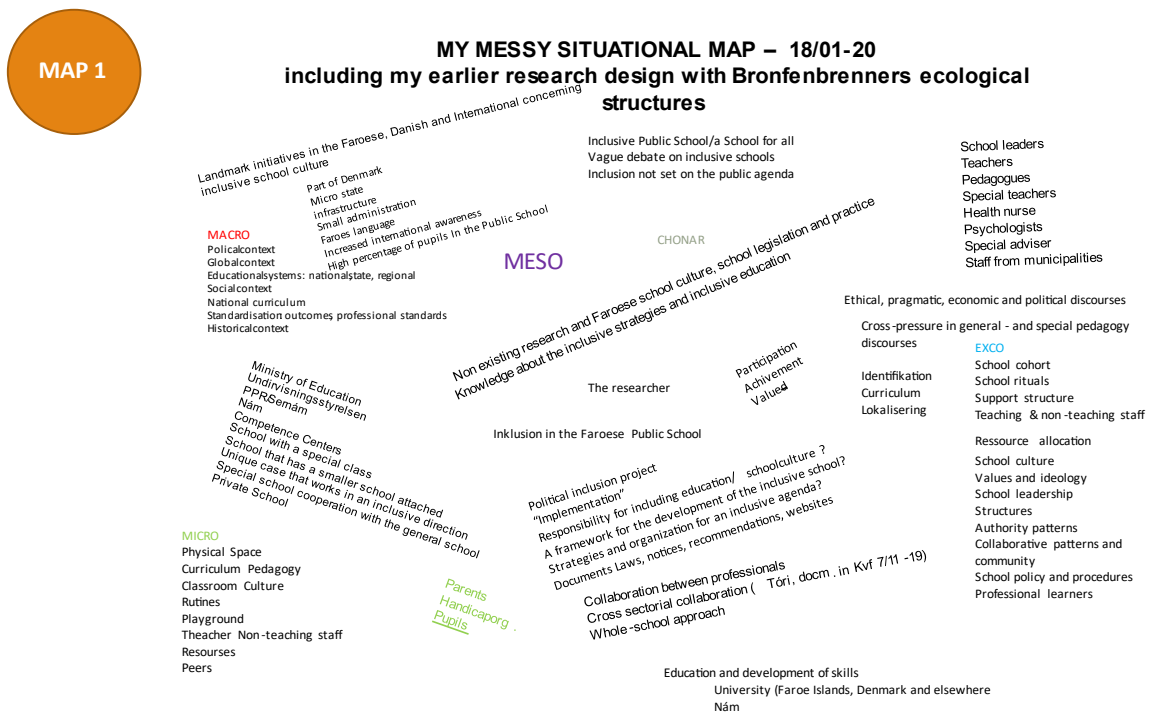 MAP 1
MY MESSY SITUATIONAL MAP – 18/01-20
including my earlier research design with Bronfenbrenners ecological
structures
Landmark initiatives in the Faroese, Danish and International concerning
inclusive school culture
Part of Denmark
Micro state
infrastructure
Small administration
Faroes language
Increased international awareness
High percentage of pupils In the Public School
Inclusive Public School/a School for all
Vague debate on inclusive schools
Inclusion not set on the public agenda
School leaders
Teachers
Pedagogues
Special teachers
Health nurse
Psychologists
Special adviser
Staff from municipalities
MACRO
Policalcontext
Globalcontext
Educationalsystems: national,state, regional
Socialcontext
National curriculum
Standardisation outcomes, professional standards
Historicalcontext
MESO
CHONAR
Non existing research and Faroese school culture, school legislation and practice
Knowledge about the inclusive strategies and inclusive education
Ethical, pragmatic, economic and political discourses
Cross-pressure in general - and special pedagogy
discourses
Identifikation
Curriculum
Lokalisering
EXCO
School cohort
School rituals
Support structure
Teaching & non-teaching staff
Ressource allocation
School culture
Values and ideology
School leadership
Structures
Authority patterns
Collaborative patterns and
community
School policy and procedures
Professional learners
Participation
Achivement
Valued
The researcher
Inklusion in the Faroese Public School
Ministry of Education
Undirvisningsstyrelsen
PPR/Sernám
Nám
Competence Centers
School with a special class
School that has a smaller school attached
Unique case that works in an inclusive direction
Special school cooperation with the general school
Private School
Political inclusion project
“Implementation”
Responsibility for including education/ schoolculture ?
A framework for the development of the inclusive school?
Strategies and organization for an inclusive agenda?
Documents Laws, notices, recommendations, websites
Collaboration between professionals
Cross sectorial collaboration ( Tóri, docm . in Kvf 7/11 -19)
Whole-school approach
MICRO
Physical Space
Curriculum Pedagogy
Classroom Culture
Rutines
Playground
Theacher Non-teaching staff
Resourses
Peers
Parents
Handicaporg .
Pupils
Education and development of skills
University (Faroe Islands, Denmark and elsewhere
Nám